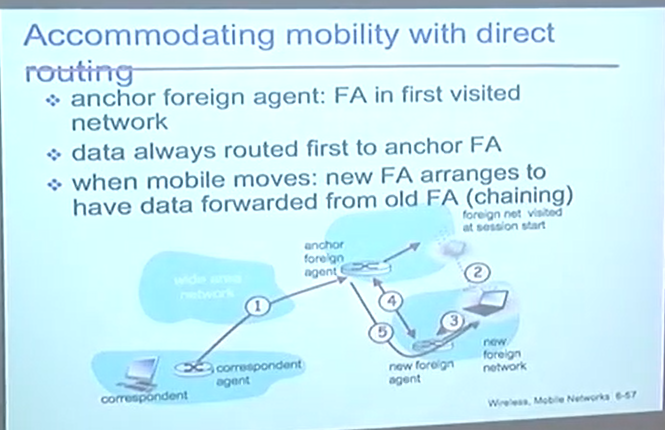 Accommodating mobility with direct
routing
anchor foreign agent: FA in first visited
network
data always routed first to anchor FA
when mobile moves: new FA arranges to
have data forwarded from old FA (chaining)
foreign net visited
at session start
anchor
foreign
agent
wide area
network
1
2
4
3
5
correspondent
agent
correspondent
new foreign
agent
new
foreign
network
Wireless, Mobile Networks 6-57